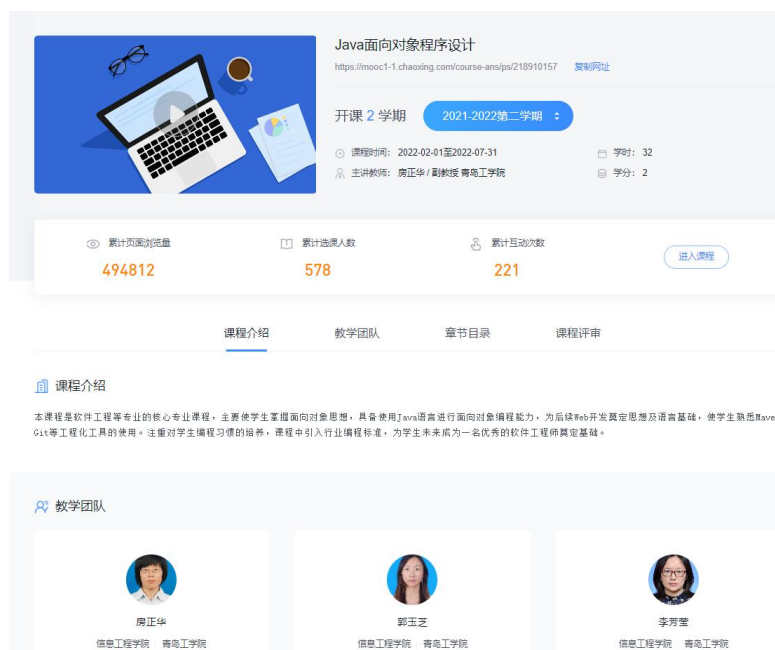 Java面向对象程序设计
https://mooc1-1.chaoxing.com/course-ans/ps/218910157 复制网址
开课 2 学期 2021-2022第二学期
课程时间： 2022-02-01至2022-07-31 学时： 32
主讲教师： 房正华 / 副教授 青岛工学院 学分： 2
累计页面浏览量 累计选课人数 累计互动次数
494812 578 221 进入课程
课程介绍 教学团队 章节目录 课程评审
课程介绍
本课程是软件工程等专业的核心专业课程，主要使学生掌握面向对象思想，具备使用Java语言进行面向对象编程能力，为后续Web开发奠定思想及语言基础，使学生熟悉Mave
Git等工程化工具的使用。注重对学生编程习惯的培养，课程中引入行业编程标准，为学生未来成为一名优秀的软件工程师奠定基础。
教学团队
房正华 郭玉芝 李芳莹
信息工程学院 青岛工学院 信息工程学院 青岛工学院 信息工程学院 青岛工学院